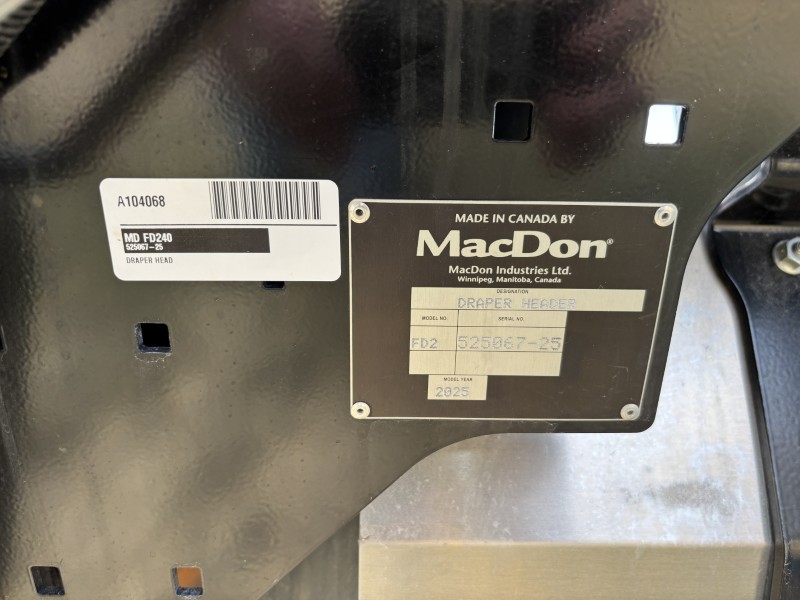 A104068
MD FD240
525067-25
DRAPER HEAD
MADE IN CANADA BY
MacDon®
MacDon Industries Ltd.
Winnipeg, Manitoba, Canada
DESIGNATION
DRAPER HEADER
MODEL NO. SERIAL NO.
FD2 525067-25
MODEL YEAR
2025